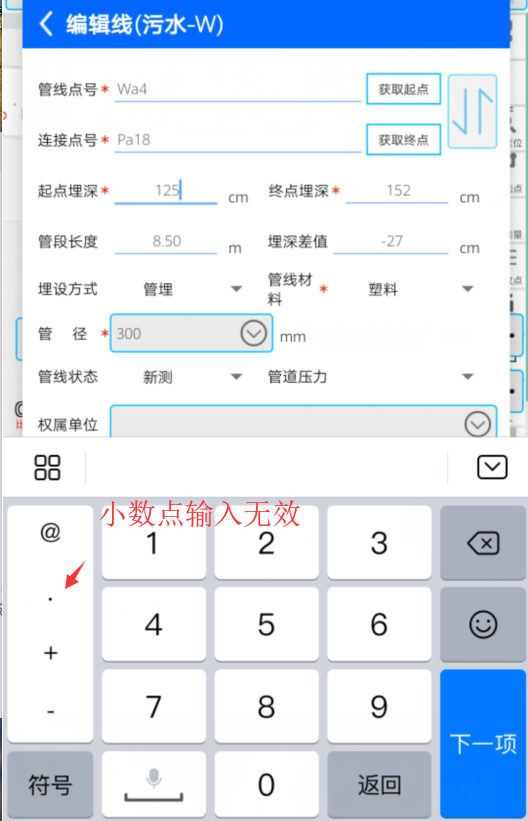 编辑线(污水-W)
管线点号* Wa4 获取起点
连接点号* Pa18 获取终点
起点埋深* 125 cm 终点埋深* 152 cm
管段长度 8.50 m 埋深差值 -27 cm
埋设方式 管埋 管线材料* 塑料
管 径* 300 mm
管线状态 新测 管道压力
权属单位
小数点输入无效
@ 1 2 3
. 4 5 6
+
- 7 8 9
下一项
符号 0 返回